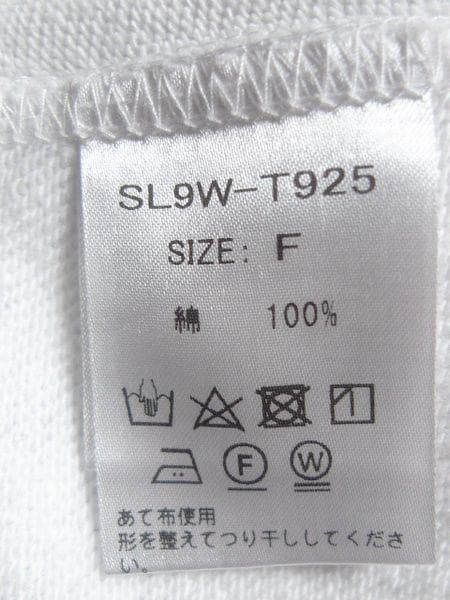 SL9W-T925
SIZE: F
綿 100%
F W
あて布使用
形を整えてつり干ししてくださ
い。